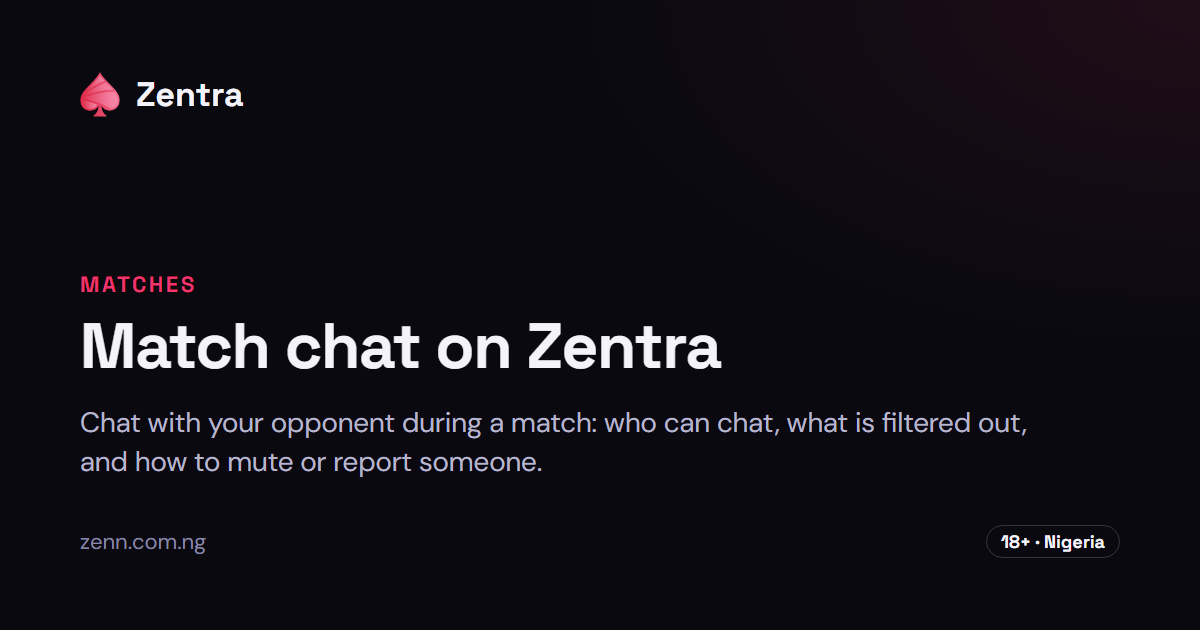 Zentra
MATCHES
Match chat on Zentra
Chat with your opponent during a match: who can chat, what is filtered out,
and how to mute or report someone.
zenn.com.ng
18+ · Nigeria